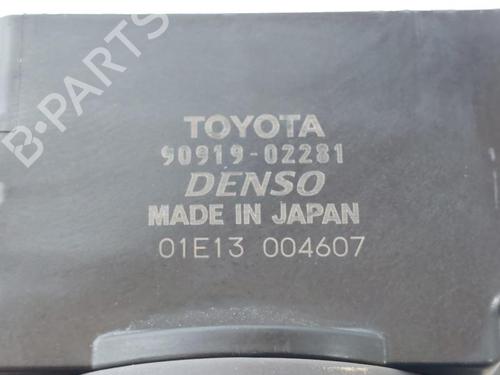 B-PARTS
TOYOTA
90919-02281
DENSO
MADE IN JAPAN
01E13 004607